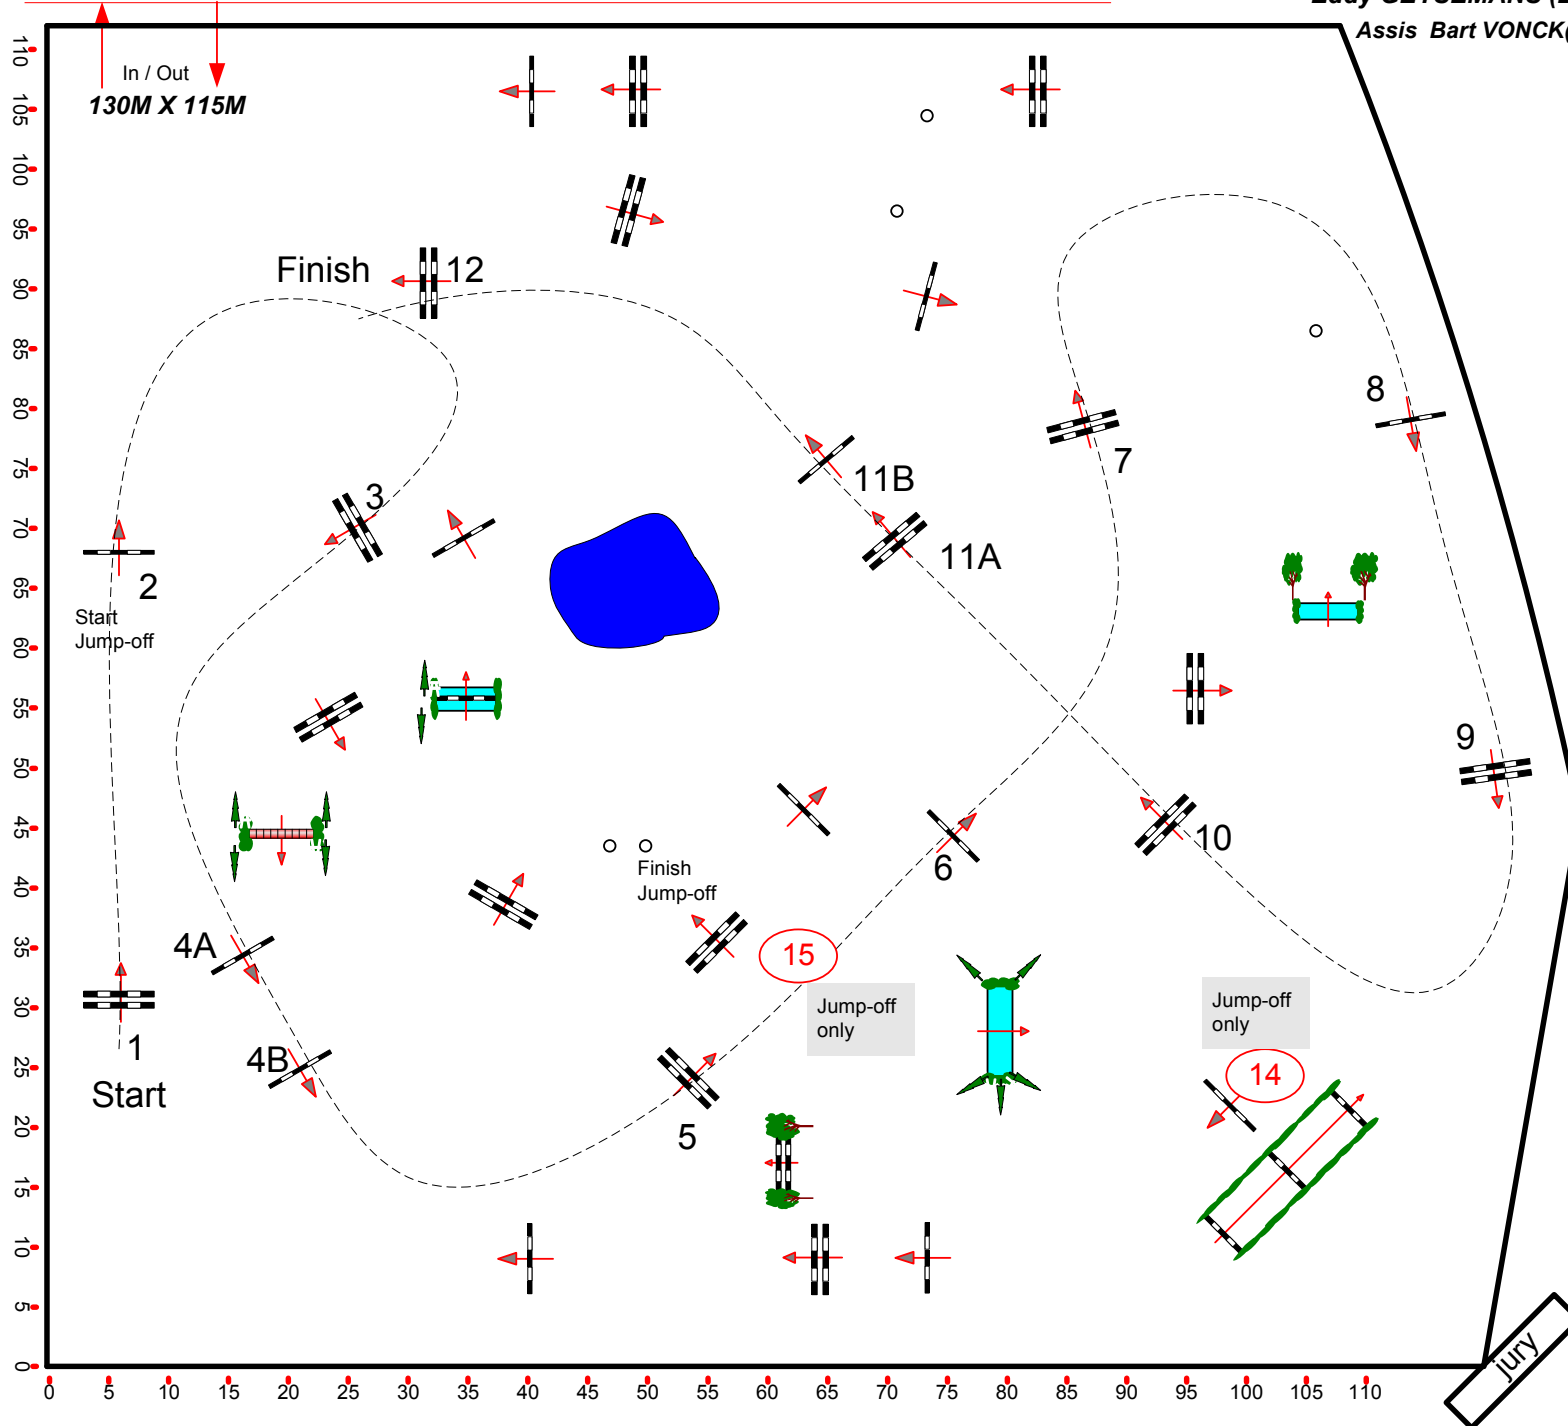 Assis Bart VONCK(
In / Out
130M X 115M
Finish
12
8
7
3
11B
11A
2
Start
Jump-off
9
10
6
Finish
Jump-off
4A
15
Jump-off
only
Jump-off
only
1
4B
14
Start
5
jury
110
105
100
95
90
85
80
75
70
65
60
55
50
45
40
35
30
25
20
15
10
5
0
0 5 10 15 20 25 30 35 40 45 50 55 60 65 70 75 80 85 90 95 100 105 110